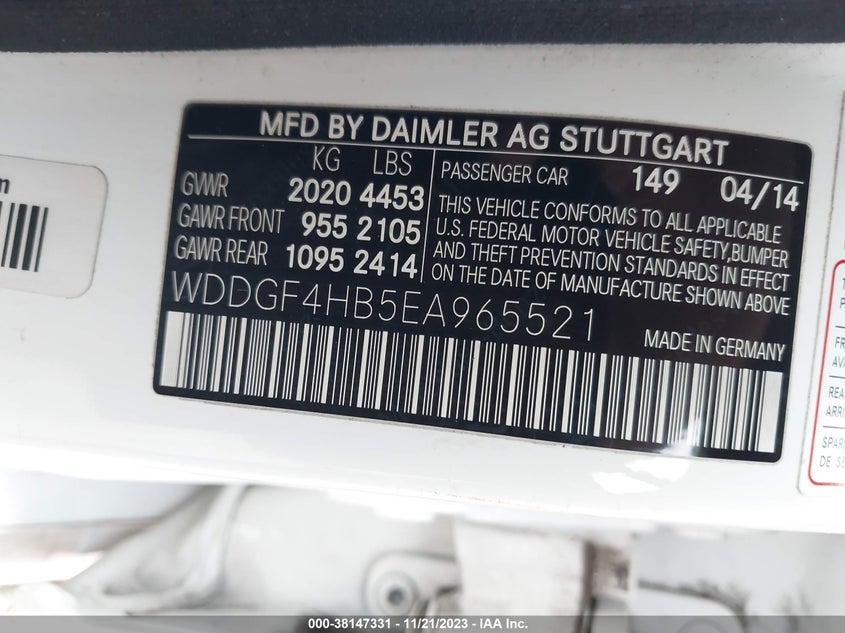 MFD BY DAIMLER AG STUTTGART
KG LBS
GVWR 2020 4453
GAWR FRONT 955 2105
GAWR REAR 1095 2414
PASSENGER CAR 149 04/14
THIS VEHICLE CONFORMS TO ALL APPLICABLE
U.S. FEDERAL MOTOR VEHICLE SAFETY,BUMPER
AND THEFT PREVENTION STANDARDS IN EFFECT
ON THE DATE OF MANUFACTURE SHOWN ABOVE
WDDGF4HB5EA965521
MADE IN GERMANY
000-38147331 - 11/21/2023 - IAA Inc.